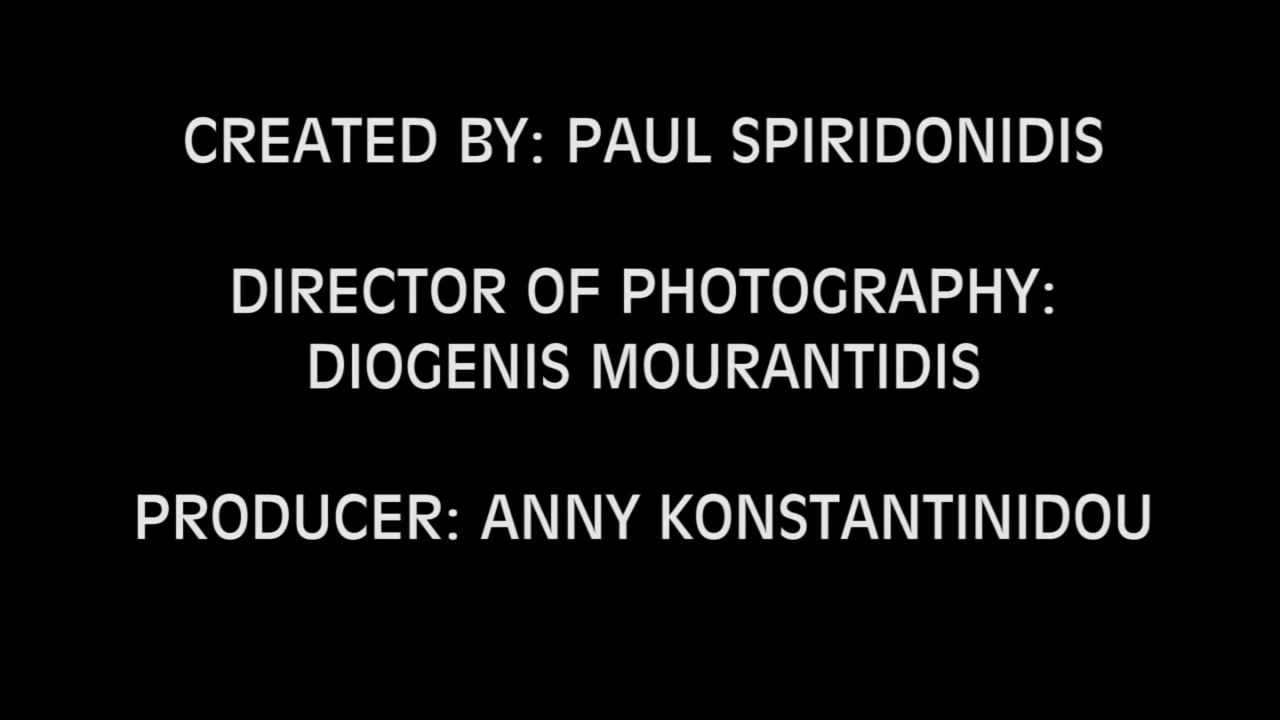 CREATED BY: PAUL SPIRIDONIDIS
DIRECTOR OF PHOTOGRAPHY:
DIOGENIS MOURANTIDIS
PRODUCER: ANNY KONSTANTINIDOU